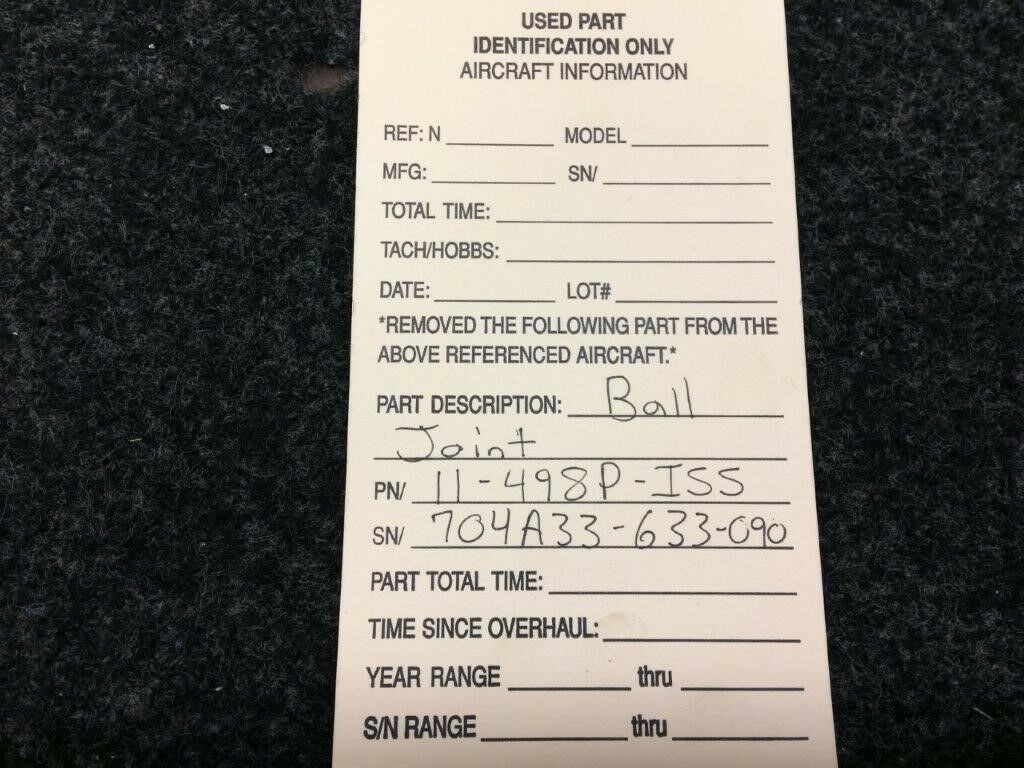 USED PART
IDENTIFICATION ONLY
AIRCRAFT INFORMATION
REF: N MODEL
MFG: SN/
TOTAL TIME:
TACH/HOBBS:
DATE: LOT#
*REMOVED THE FOLLOWING PART FROM THE
ABOVE REFERENCED AIRCRAFT.*
PART DESCRIPTION: Ball
Joint
PN/ 11-498P-ISS
SN/ 704A33-633-090
PART TOTAL TIME:
TIME SINCE OVERHAUL:
YEAR RANGE thru
S/N RANGE thru